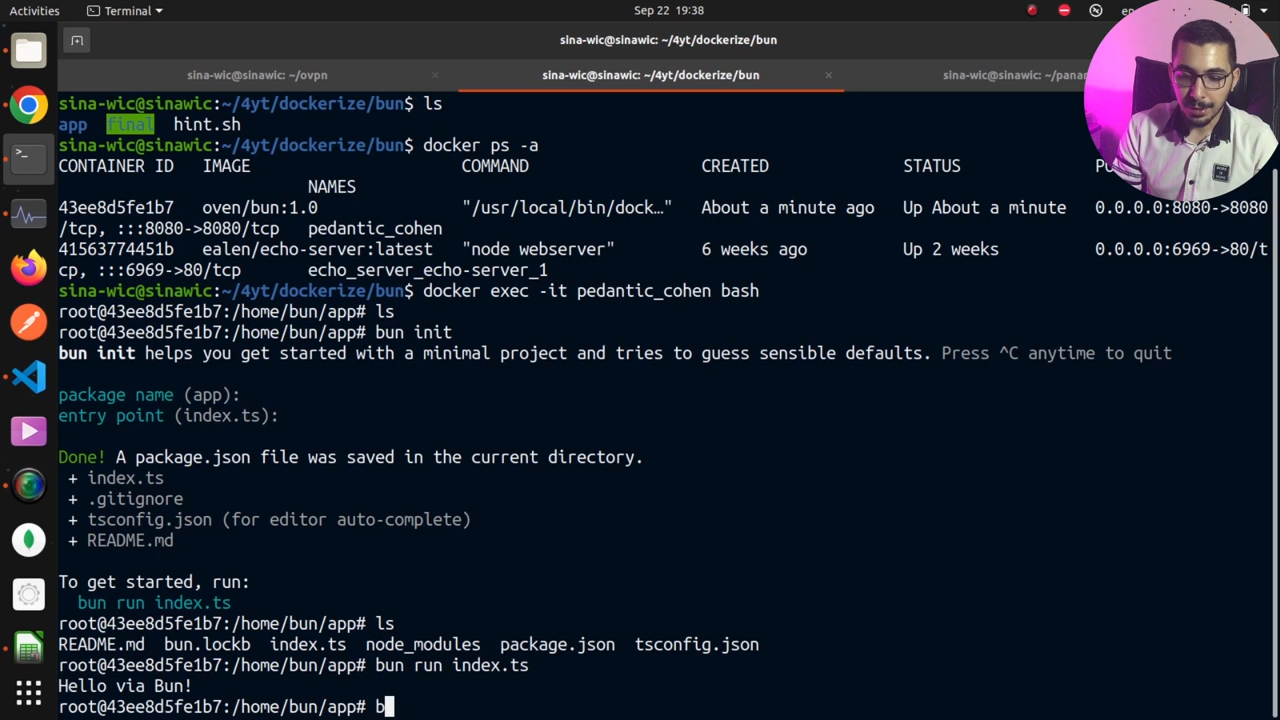 Activities
Terminal
Sep 22 19:38
en
sina-wic@sinawic: ~/4yt/dockerize/bun
sina-wic@sinawic: ~/ovpn
sina-wic@sinawic: ~/4yt/dockerize/bun
sina-wic@sinawic: ~/panar
sina-wic@sinawic:~/4yt/dockerize/bun$ ls
app final hint.sh
sina-wic@sinawic:~/4yt/dockerize/bun$ docker ps -a
CONTAINER ID IMAGE COMMAND CREATED STATUS
NAMES
43ee8d5fe1b7 oven/bun:1.0 "/usr/local/bin/dock…" About a minute ago Up About a minute 0.0.0.0:8080->8080
/tcp, :::8080->8080/tcp pedantic_cohen
41563774451b ealen/echo-server:latest "node webserver" 6 weeks ago Up 2 weeks 0.0.0.0:6969->80/t
cp, :::6969->80/tcp echo_server_echo-server_1
sina-wic@sinawic:~/4yt/dockerize/bun$ docker exec -it pedantic_cohen bash
root@43ee8d5fe1b7:/home/bun/app# ls
root@43ee8d5fe1b7:/home/bun/app# bun init
bun init helps you get started with a minimal project and tries to guess sensible defaults. Press ^C anytime to quit
package name (app):
entry point (index.ts):
Done! A package.json file was saved in the current directory.
+ index.ts
+ .gitignore
+ tsconfig.json (for editor auto-complete)
+ README.md
To get started, run:
bun run index.ts
root@43ee8d5fe1b7:/home/bun/app# ls
README.md bun.lockb index.ts node_modules package.json tsconfig.json
root@43ee8d5fe1b7:/home/bun/app# bun run index.ts
Hello via Bun!
root@43ee8d5fe1b7:/home/bun/app# b